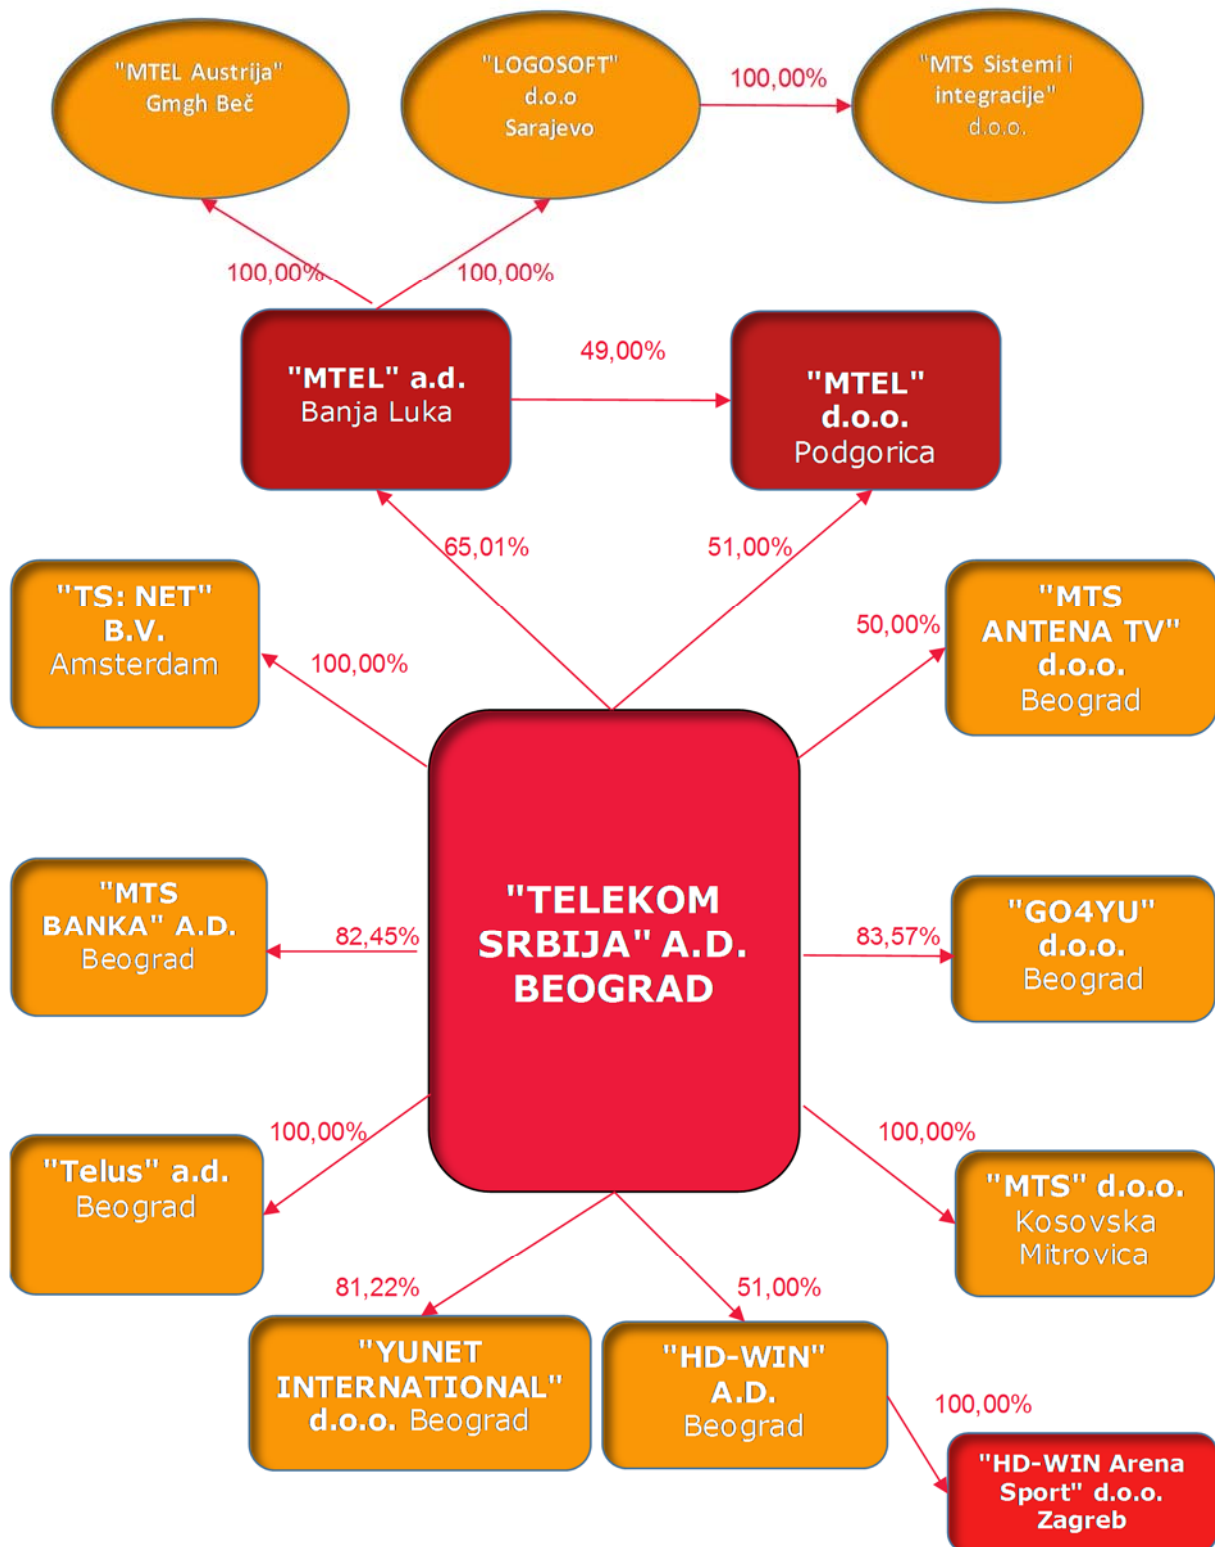 "MTEL Austrija"
Gmgh Beč
"LOGOSOFT"
d.o.o
Sarajevo
100,00%
"MTS Sistemi i
integracije"
d.o.o.
100,00%
100,00%
"MTEL" a.d.
Banja Luka
49,00%
"MTEL"
d.o.o.
Podgorica
65,01%
51,00%
"TS: NET"
B.V.
Amsterdam
100,00%
50,00%
"MTS
ANTENA TV"
d.o.o.
Beograd
"MTS
BANKA" A.D.
Beograd
82,45%
"TELEKOM
SRBIJA" A.D.
BEOGRAD
83,57%
"GO4YU"
d.o.o.
Beograd
"Telus" a.d.
Beograd
100,00%
100,00%
"MTS" d.o.o.
Kosovska
Mitrovica
81,22%
51,00%
"YUNET
INTERNATIONAL"
d.o.o. Beograd
"HD-WIN"
A.D.
Beograd
100,00%
"HD-WIN Arena
Sport" d.o.o.
Zagreb